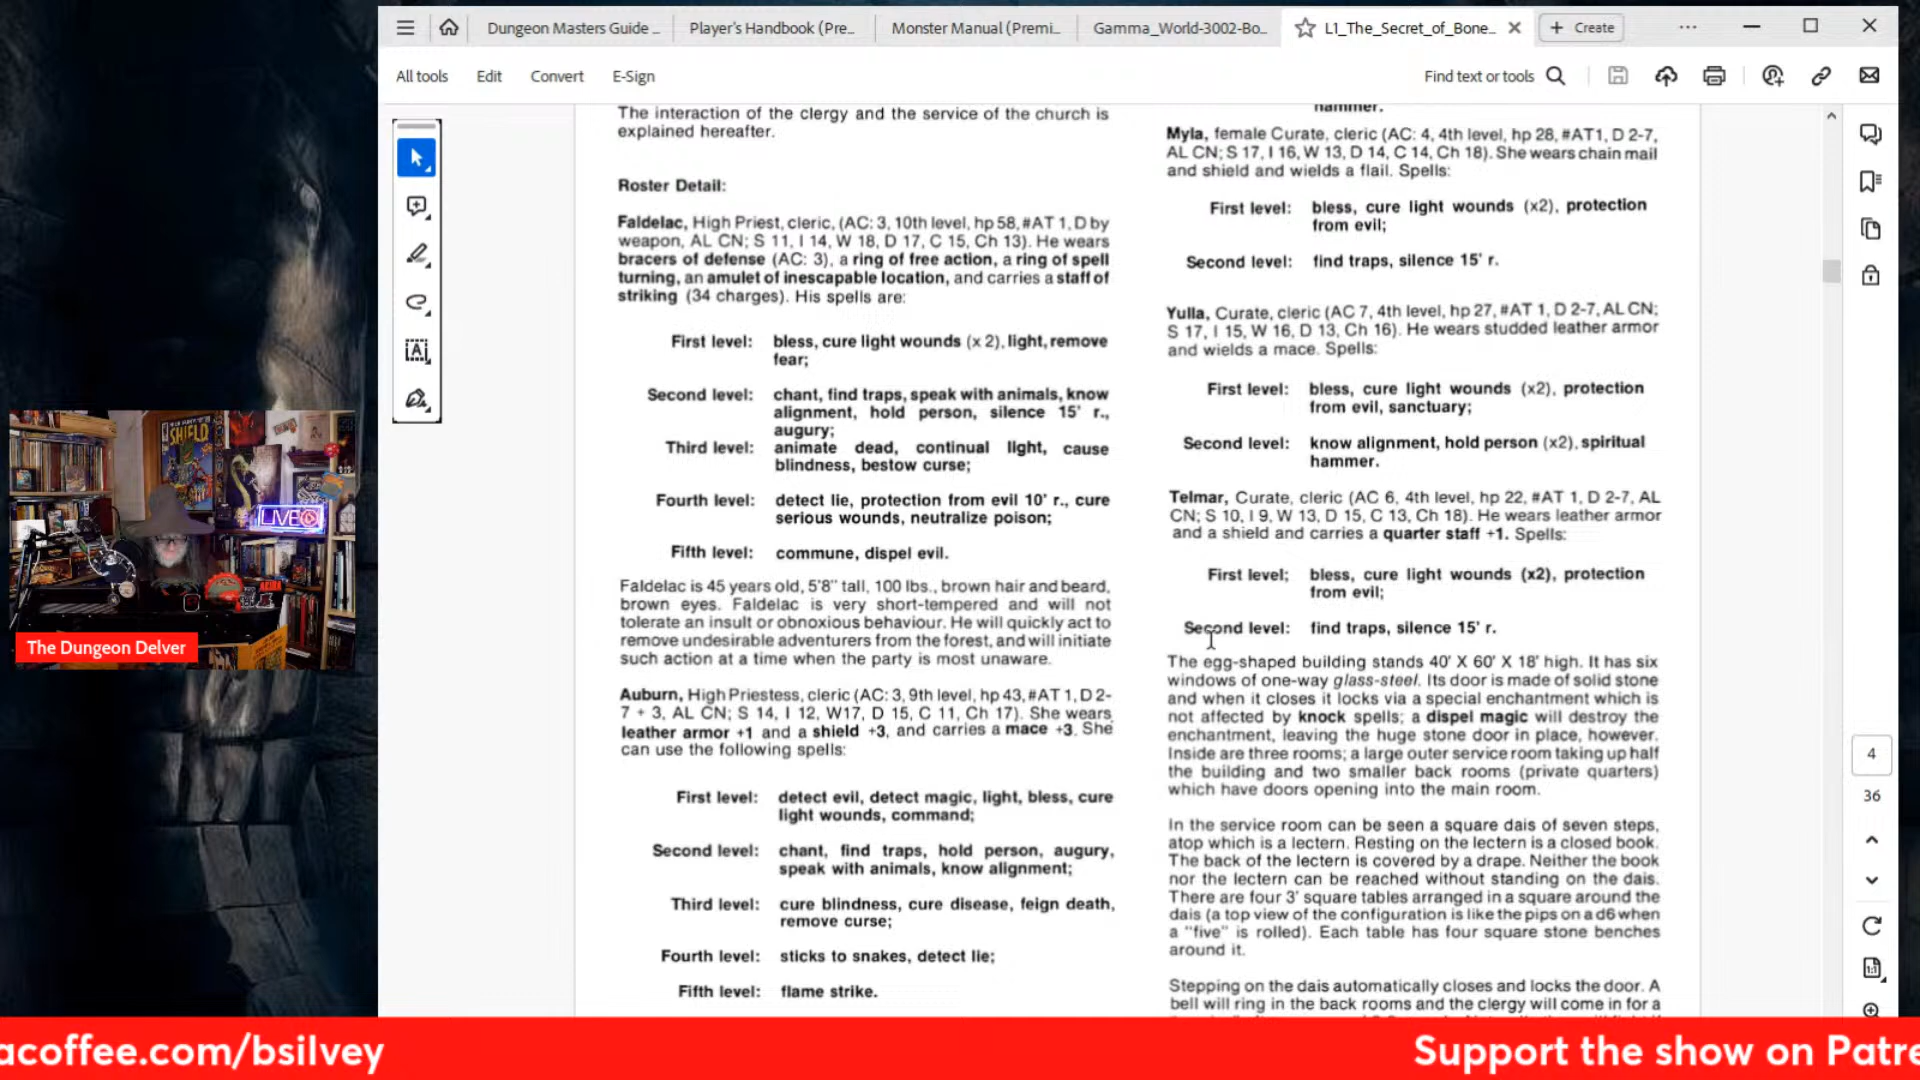 Dungeon Masters Guide ...
Player's Handbook (Pre...
Monster Manual (Premi...
Gamma_World-3002-Bo...
L1_The_Secret_of_Bone...
Create
All tools
Edit
Convert
E-Sign
Find text or tools
The interaction of the clergy and the service of the church is
explained hereafter.
Roster Detail:
Faldelac, High Priest, cleric, (AC: 3, 10th level, hp 58, #AT 1, D by
weapon, AL CN; S 11, I 14, W 18, D 17, C 15, Ch 13). He wears
bracers of defense (AC: 3), a ring of free action, a ring of spell
turning, an amulet of inescapable location, and carries a staff of
striking (34 charges). His spells are:
First level: bless, cure light wounds (x 2), light, remove
fear;
Second level: chant, find traps, speak with animals, know
alignment, hold person, silence 15' r.,
augury;
Third level: animate dead, continual light, cause
blindness, bestow curse;
Fourth level: detect lie, protection from evil 10' r., cure
serious wounds, neutralize poison;
Fifth level: commune, dispel evil.
Faldelac is 45 years old, 5'8" tall, 100 lbs., brown hair and beard,
brown eyes. Faldelac is very short-tempered and will not
tolerate an insult or obnoxious behaviour. He will quickly act to
remove undesirable adventurers from the forest, and will initiate
such action at a time when the party is most unaware.
Auburn, High Priestess, cleric (AC: 3, 9th level, hp 43, #AT 1, D 2-
7 + 3, AL CN; S 14, I 12, W17, D 15, C 11, Ch 17). She wears
leather armor +1 and a shield +3, and carries a mace +3. She
can use the following spells:
First level: detect evil, detect magic, light, bless, cure
light wounds, command;
Second level: chant, find traps, hold person, augury,
speak with animals, know alignment;
Third level: cure blindness, cure disease, feign death,
remove curse;
Fourth level: sticks to snakes, detect lie;
Fifth level: flame strike.
hammer.
Myla, female Curate, cleric (AC: 4, 4th level, hp 28, #AT1, D 2-7,
AL CN; S 17, I 16, W 13, D 14, C 14, Ch 18). She wears chain mail
and shield and wields a flail. Spells:
First level: bless, cure light wounds (x2), protection
from evil;
Second level: find traps, silence 15' r.
Yulla, Curate, cleric (AC 7, 4th level, hp 27, #AT 1, D 2-7, AL CN;
S 17, I 15, W 16, D 13, Ch 16). He wears studded leather armor
and wields a mace. Spells:
First level: bless, cure light wounds (x2), protection
from evil, sanctuary;
Second level: know alignment, hold person (x2), spiritual
hammer.
Telmar, Curate, cleric (AC 6, 4th level, hp 22, #AT 1, D 2-7, AL
CN; S 10, I 9, W 13, D 15, C 13, Ch 18). He wears leather armor
and a shield and carries a quarter staff +1. Spells:
First level; bless, cure light wounds (x2), protection
from evil;
Second level: find traps, silence 15' r.
The egg-shaped building stands 40' X 60' X 18' high. It has six
windows of one-way glass-steel. Its door is made of solid stone
and when it closes it locks via a special enchantment which is
not affected by knock spells; a dispel magic will destroy the
enchantment, leaving the huge stone door in place, however.
Inside are three rooms; a large outer service room taking up half
the building and two smaller back rooms (private quarters)
which have doors opening into the main room.
In the service room can be seen a square dais of seven steps,
atop which is a lectern. Resting on the lectern is a closed book.
The back of the lectern is covered by a drape. Neither the book
nor the lectern can be reached without standing on the dais.
There are four 3' square tables arranged in a square around the
dais (a top view of the configuration is like the pips on a d6 when
a "five" is rolled). Each table has four square stone benches
around it.
Stepping on the dais automatically closes and locks the door. A
bell will ring in the back rooms and the clergy will come in for a
4
36
SHIELD
LIVE
The Dungeon Delver
acoffee.com/bsilvey
Support the show on Patre